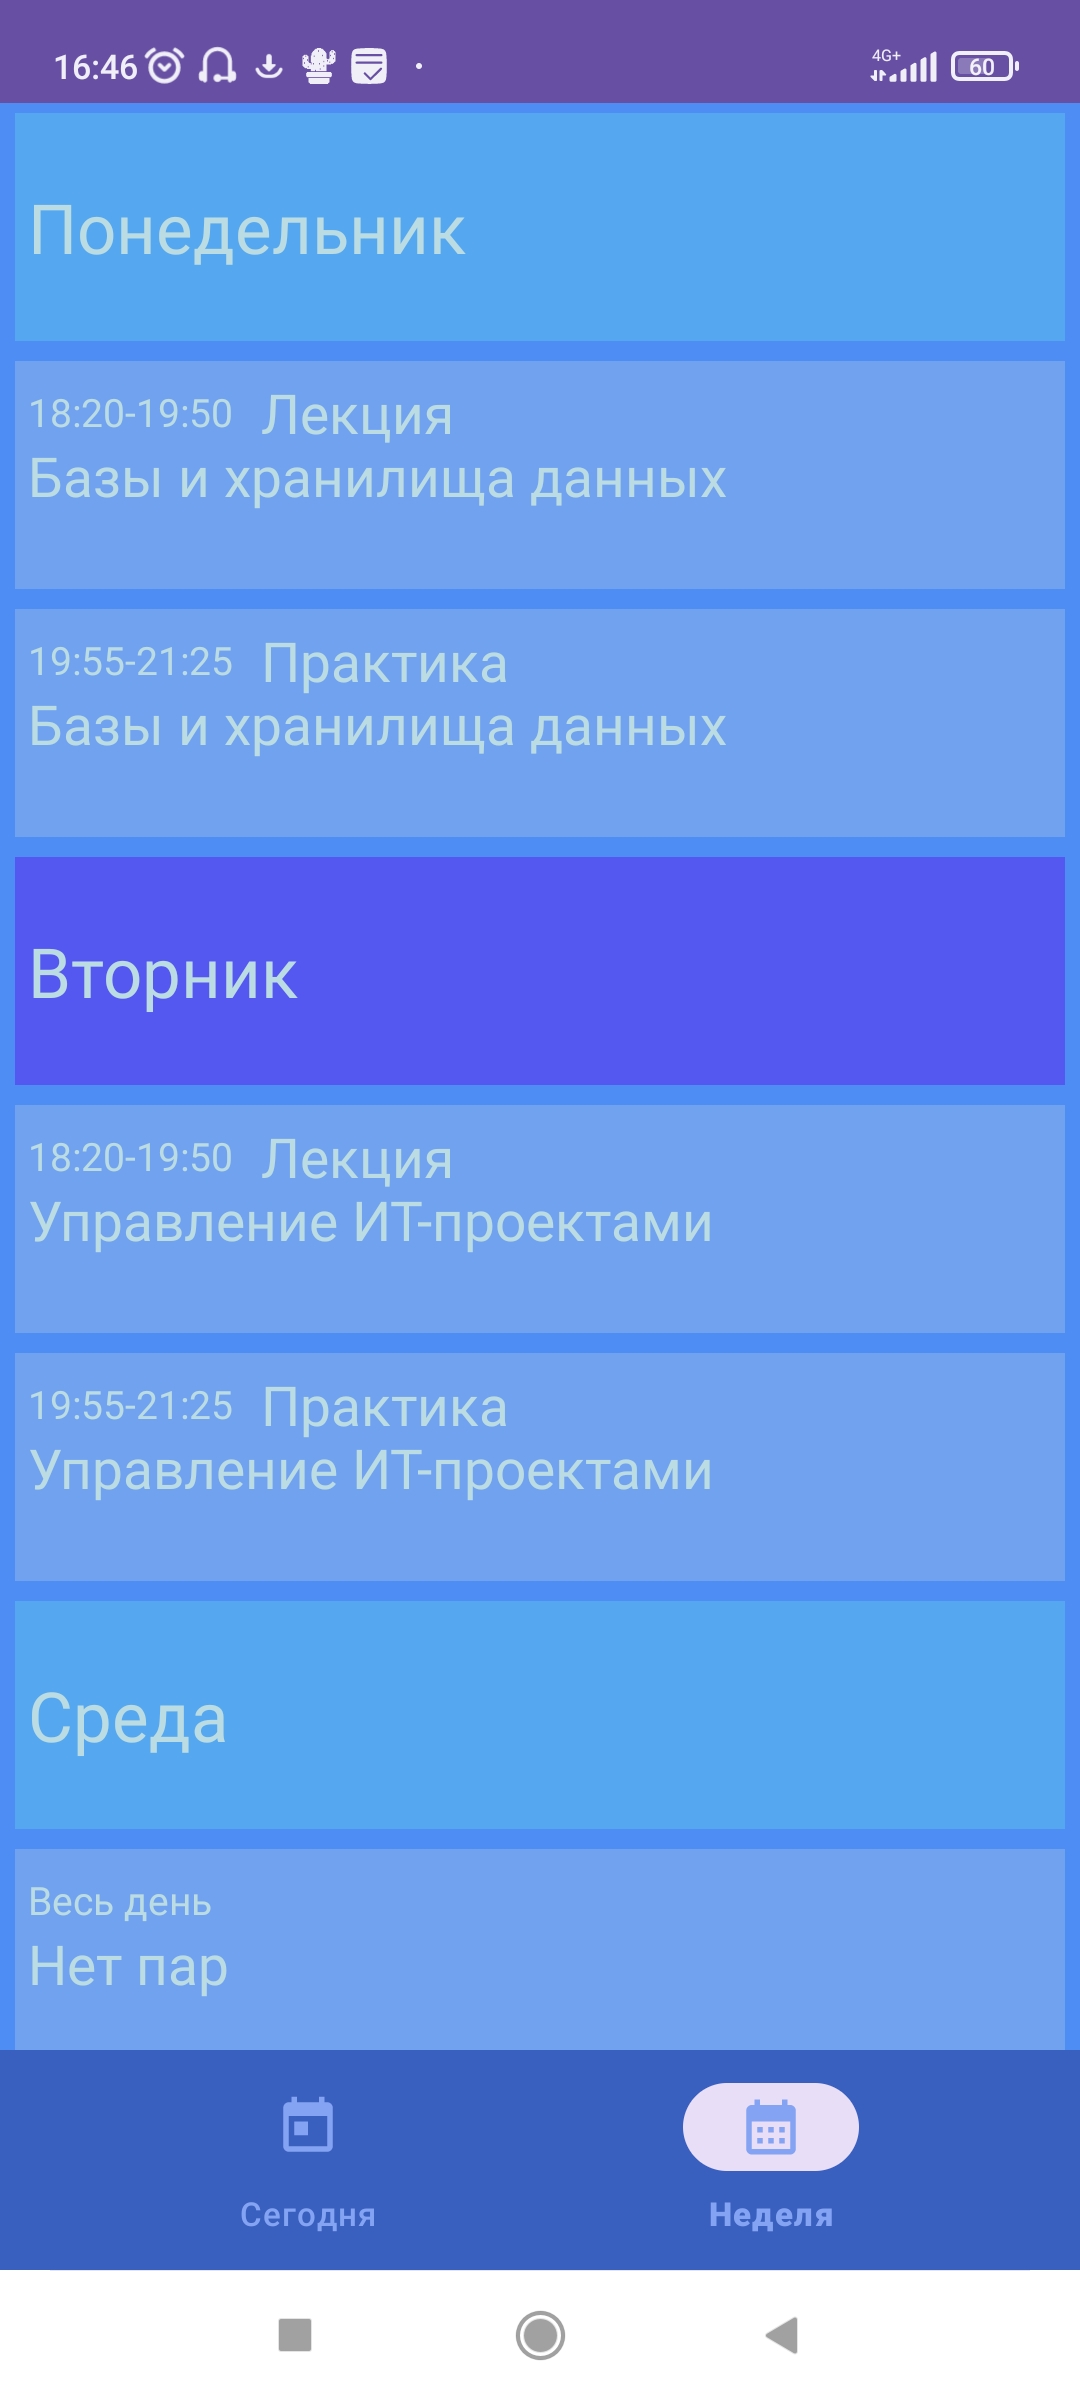 16:46
4G+
60
Понедельник
18:20-19:50 Лекция
Базы и хранилища данных
19:55-21:25 Практика
Базы и хранилища данных
Вторник
18:20-19:50 Лекция
Управление ИТ-проектами
19:55-21:25 Практика
Управление ИТ-проектами
Среда
Весь день
Нет пар
Сегодня
Неделя